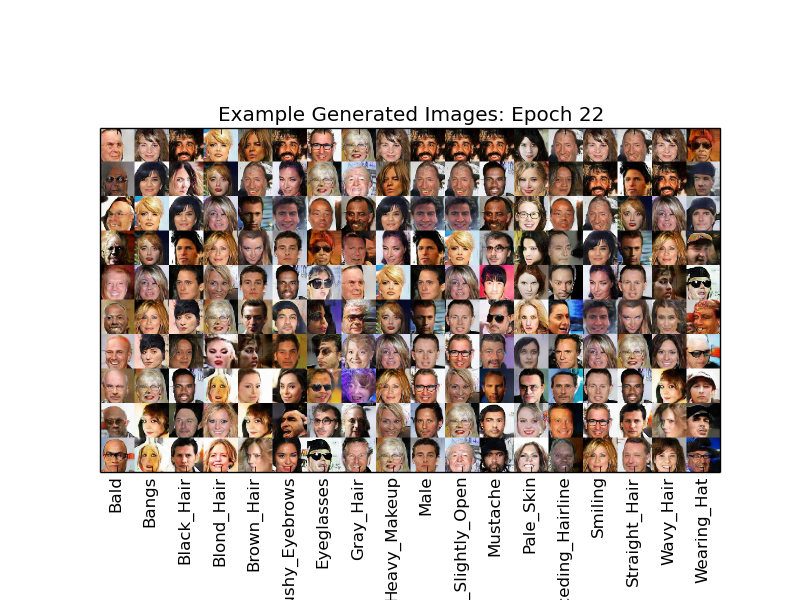 Example Generated Images: Epoch 22
Bald
Bangs
Black_Hair
Blond_Hair
Brown_Hair
ushy_Eyebrows
Eyeglasses
Gray_Hair
Heavy_Makeup
Male
_Slightly_Open
Mustache
Pale_Skin
eding_Hairline
Smiling
Straight_Hair
Wavy_Hair
Wearing_Hat